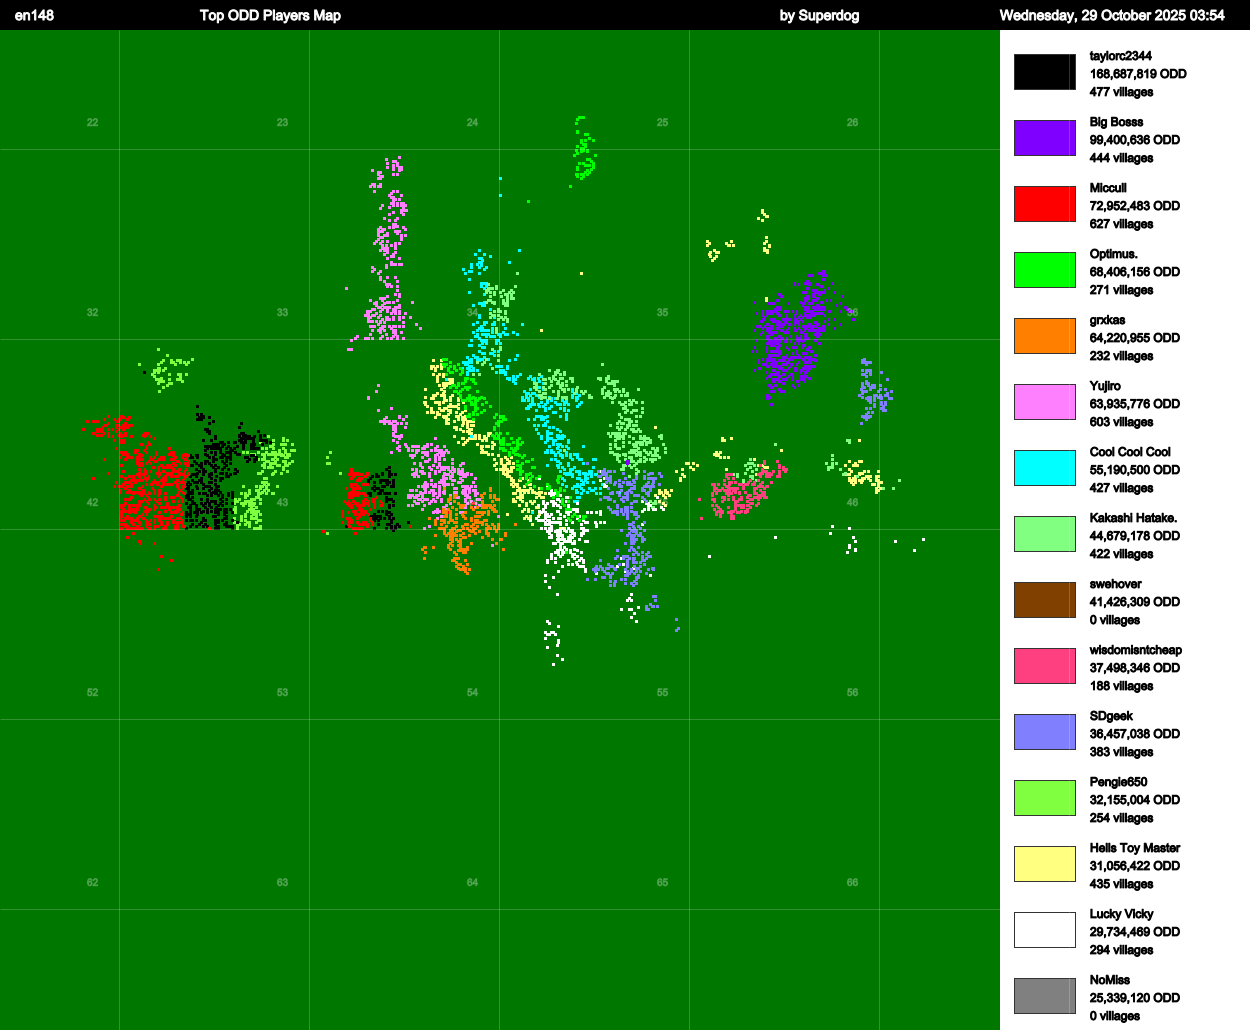 en148 Top ODD Players Map by Superdog Wednesday, 29 October 2025 03:54
taylorc2344
168,687,819 ODD
477 villages
22 23 24 25 26
Big Bosss
99,400,636 ODD
444 villages
Miccull
72,952,483 ODD
627 villages
Optimus.
68,406,156 ODD
271 villages
32 33 34 35 36
grxkas
64,220,955 ODD
232 villages
Yujiro
63,935,776 ODD
603 villages
Cool Cool Cool
55,190,500 ODD
427 villages
42 43 46
Kakashi Hatake.
44,679,178 ODD
422 villages
swehover
41,426,309 ODD
0 villages
wisdomisntcheap
37,498,346 ODD
188 villages
52 53 54 55 56
SDgeek
36,457,038 ODD
383 villages
Pengle650
32,155,004 ODD
254 villages
Hells Toy Master
31,056,422 ODD
435 villages
62 63 64 65 66
Lucky Vicky
29,734,469 ODD
294 villages
NoMiss
25,339,120 ODD
0 villages